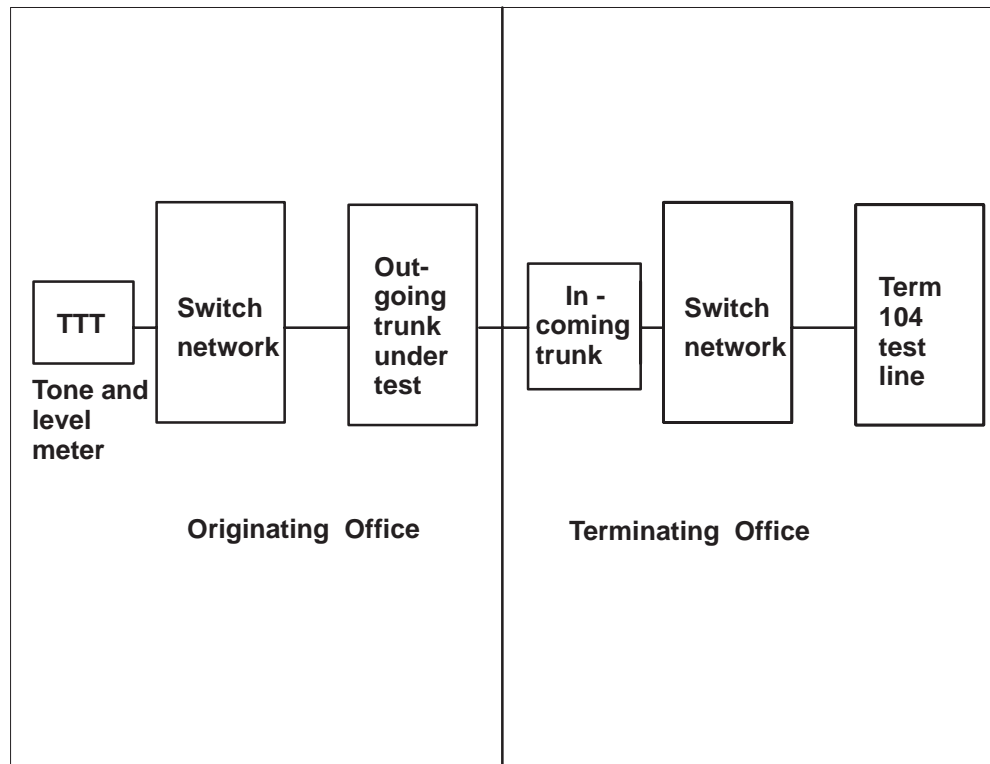 TTT
Tone and
level
meter
Switch
network
Out-
going
trunk
under
test
In -
coming
trunk
Switch
network
Term
104
test
line
Originating Office
Terminating Office